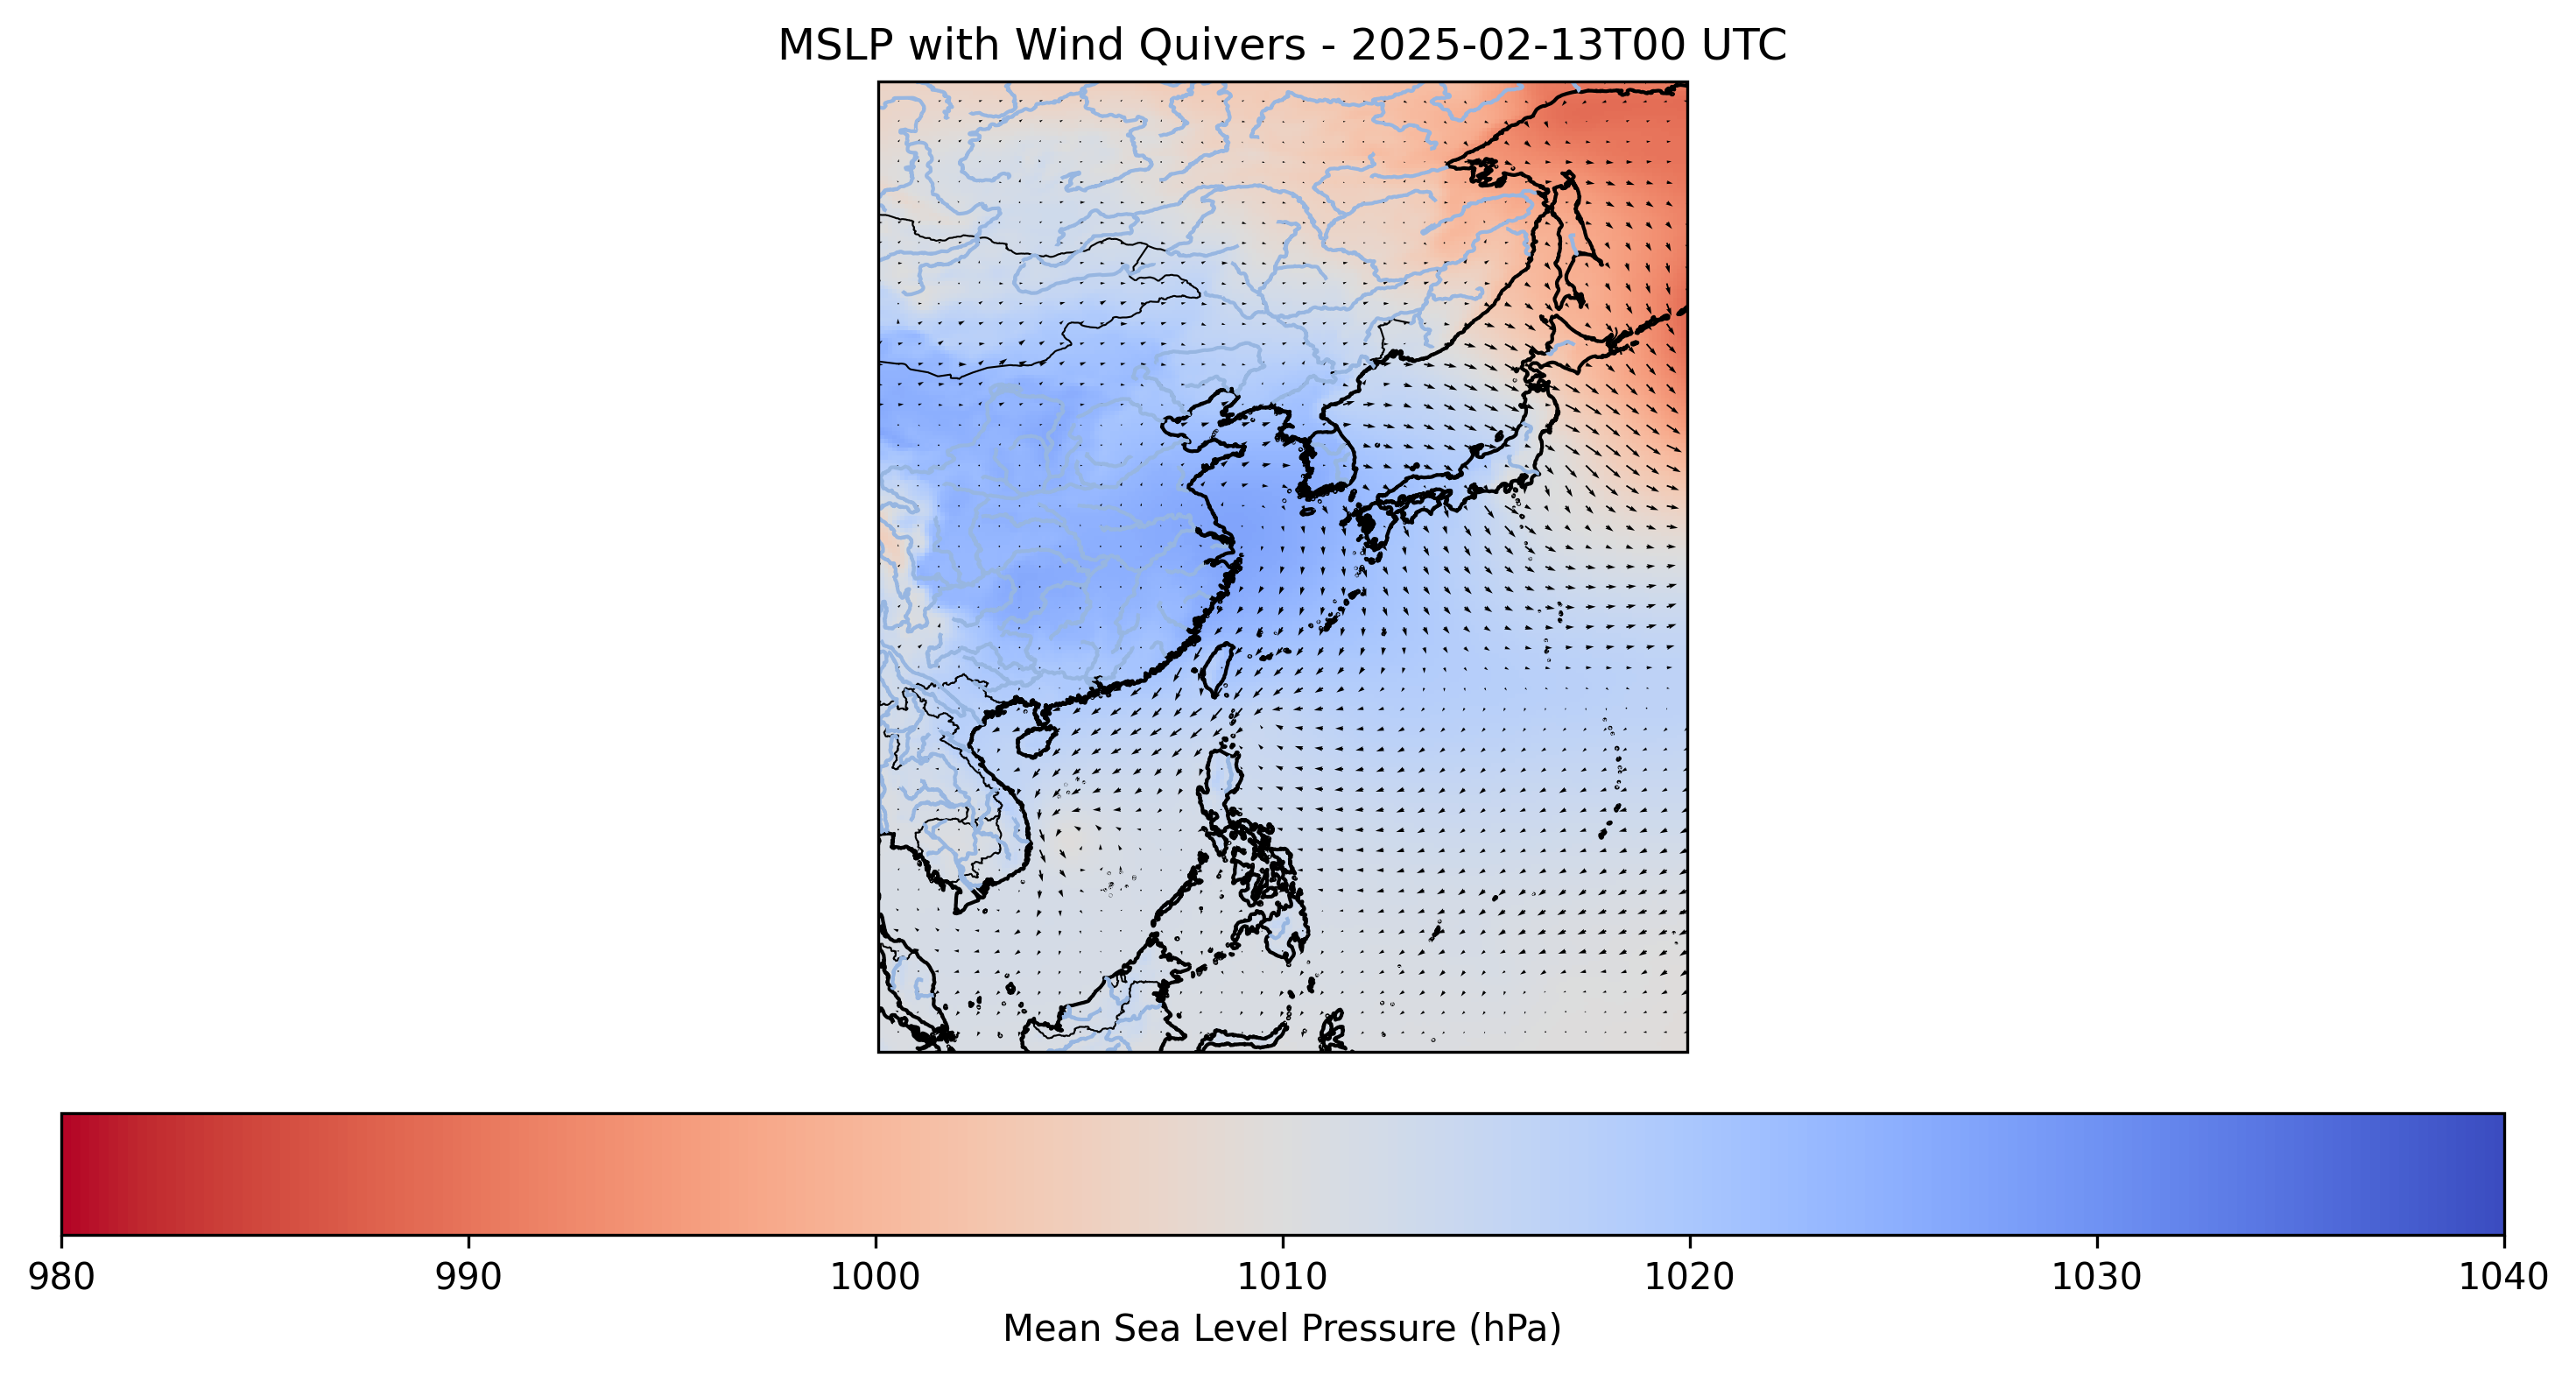 MSLP with Wind Quivers - 2025-02-13T00 UTC
980 990 1000 1010 1020 1030 1040
Mean Sea Level Pressure (hPa)